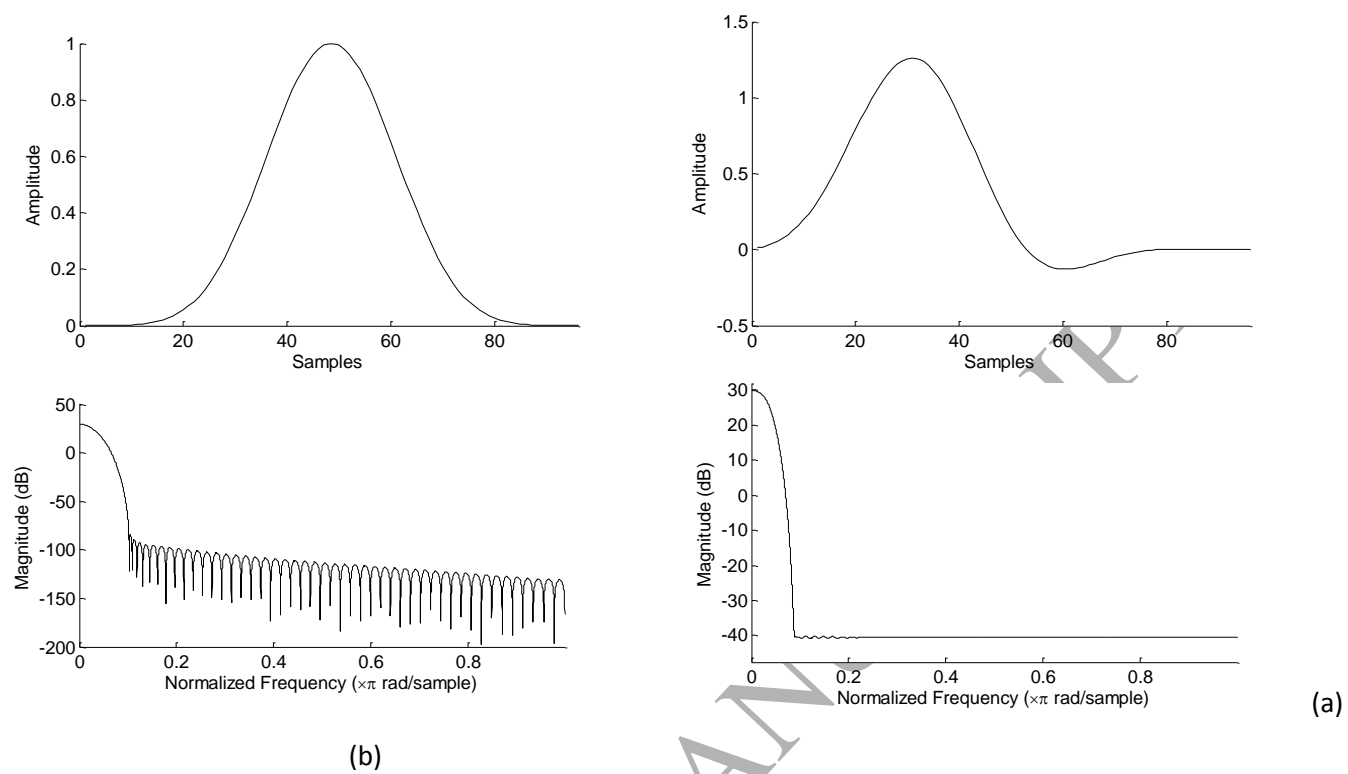 1
0.8
0.6
0.4
0.2
0
Amplitude
0 20 40 60 80
Samples
1.5
1
0.5
0
-0.5
Amplitude
0 20 40 60 80
Samples
50
0
-50
-100
-150
-200
Magnitude (dB)
0 0.2 0.4 0.6 0.8
Normalized Frequency (×π rad/sample)
30
20
10
0
-10
-20
-30
-40
Magnitude (dB)
0 0.2 0.4 0.6 0.8
Normalized Frequency (×π rad/sample)
(a)
(b)